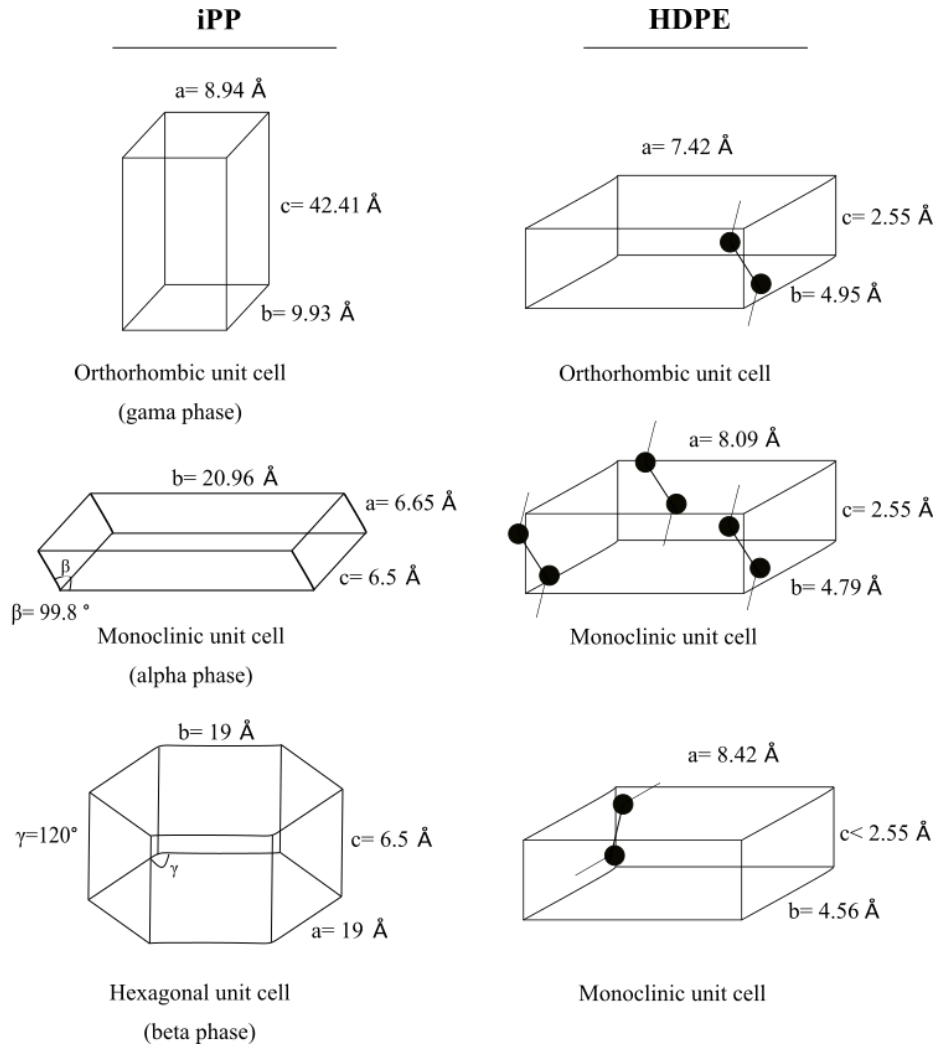 iPP
a= 8.94 Å
c= 42.41 Å
b= 9.93 Å
Orthorhombic unit cell
(gama phase)
b= 20.96 Å
a= 6.65 Å
β
c= 6.5 Å
β= 99.8 °
Monoclinic unit cell
(alpha phase)
b= 19 Å
γ=120°
c= 6.5 Å
γ
a= 19 Å
Hexagonal unit cell
(beta phase)
HDPE
a= 7.42 Å
c= 2.55 Å
b= 4.95 Å
Orthorhombic unit cell
a= 8.09 Å
c= 2.55 Å
b= 4.79 Å
Monoclinic unit cell
a= 8.42 Å
c< 2.55 Å
b= 4.56 Å
Monoclinic unit cell